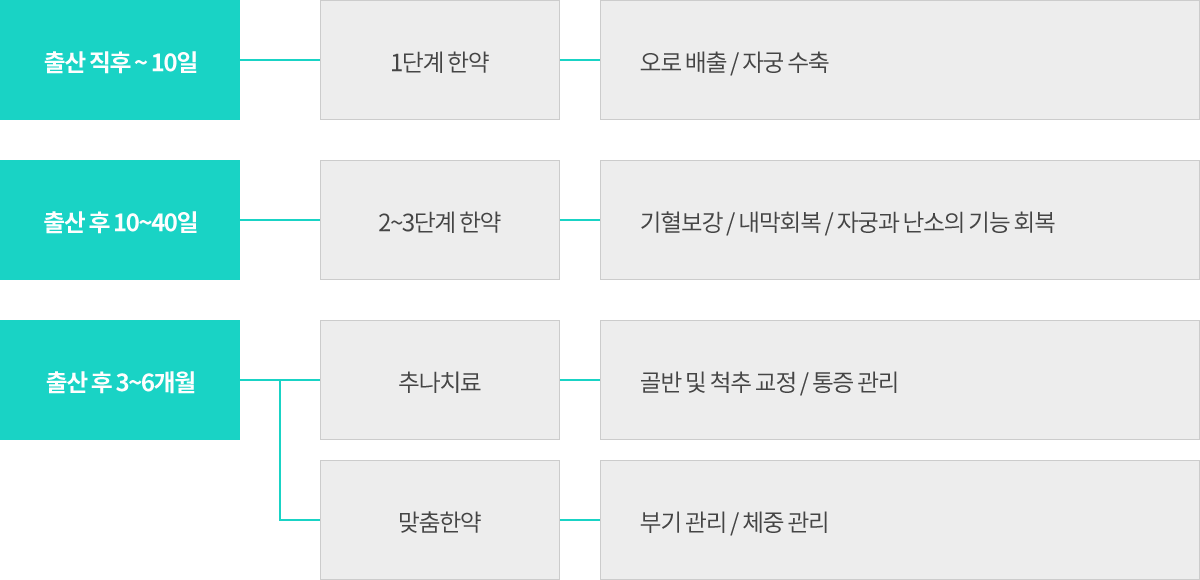 출산 직후 ~ 10일
1단계 한약
오로 배출 / 자궁 수축
출산 후 10~40일
2~3단계 한약
기혈보강 / 내막회복 / 자궁과 난소의 기능 회복
출산 후 3~6개월
추나치료
골반 및 척추 교정 / 통증 관리
맞춤한약
부기 관리 / 체중 관리